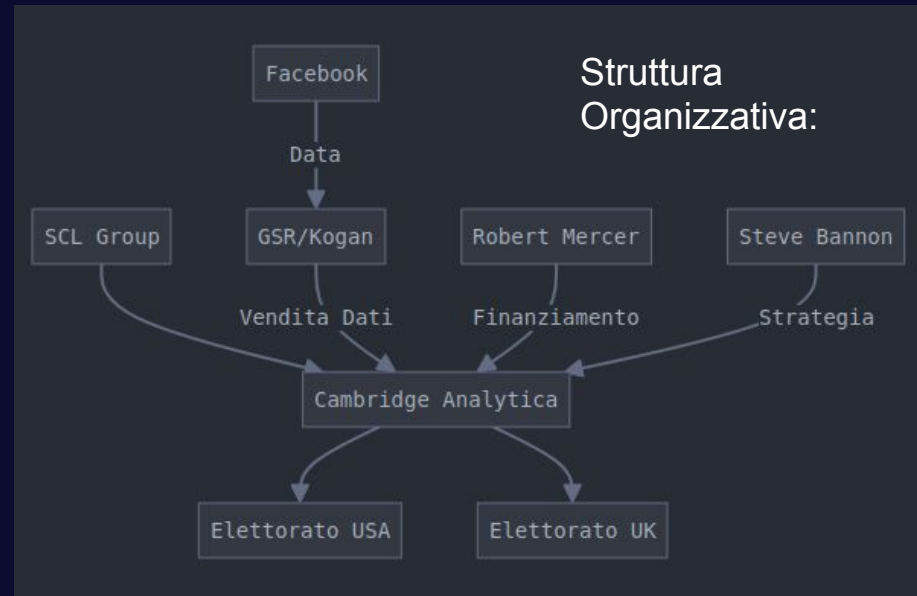 Struttura
Organizzativa:
Facebook
Data
SCL Group
GSR/Kogan
Robert Mercer
Steve Bannon
Vendita Dati
Finanziamento
Strategia
Cambridge Analytica
Elettorato USA
Elettorato UK